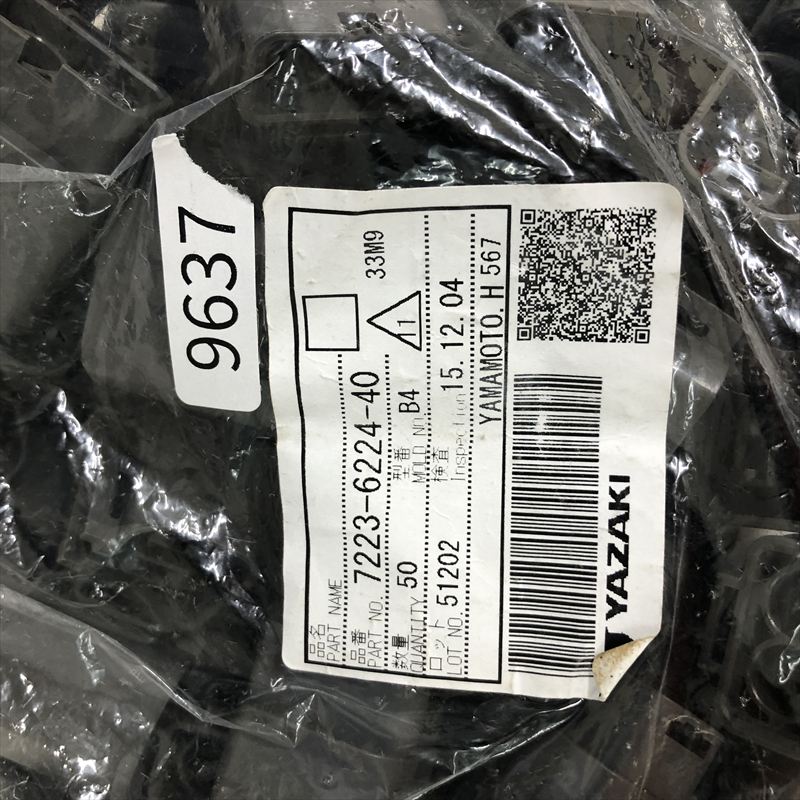 9637
品名
PART NAME
33M9
品番
PART NO. 7223-6224-40
11
数量
QUANTITY 50
型番
MOLD NO. B4
ロット
LOT NO. 51202
検査
Inspection 15.12.04
YAMAMOTO.H 567
YAZAKI